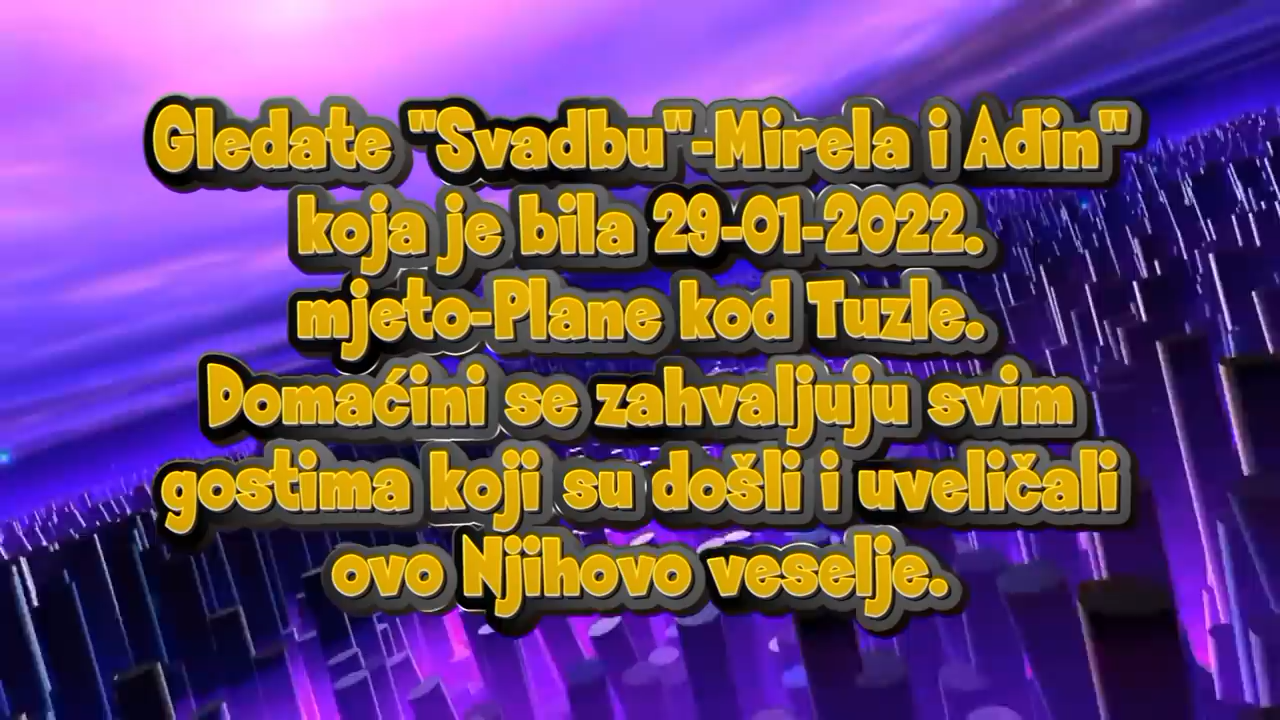 Gledate "Svadbu"-Mirela i Adin"
koja je bila 29-01-2022.
mjeto-Plane kod Tuzle.
Domaćini se zahvaljuju svim
gostima koji su došli i uveličali
ovo Njihovo veselje.